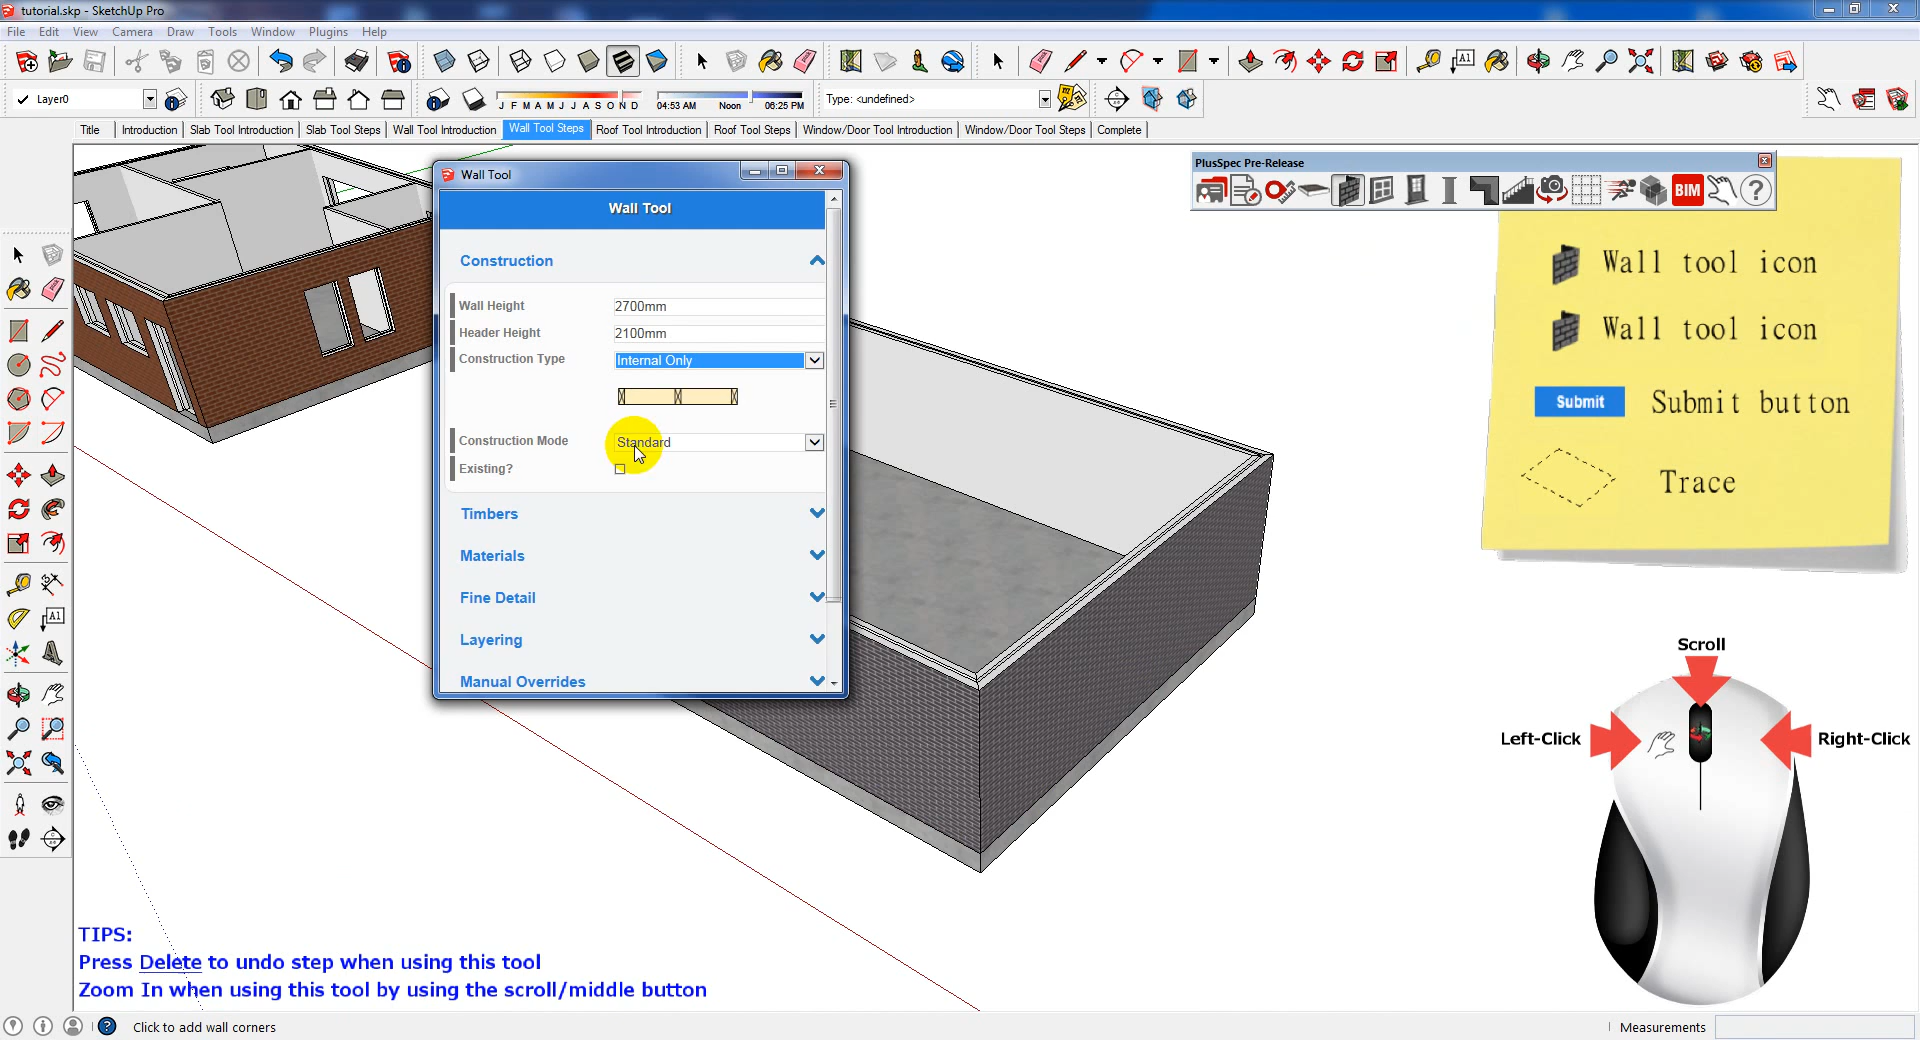 tutorial.skp - SketchUp Pro
File Edit View Camera Draw Tools Window Plugins Help
Layer0
J F M A M J J A S O N D
04:53 AM Noon 06:25 PM
Type: <undefined>
Title Introduction Slab Tool Introduction Slab Tool Steps Wall Tool Introduction Wall Tool Steps Roof Tool Introduction Roof Tool Steps Window/Door Tool Introduction Window/Door Tool Steps Complete
PlusSpec Pre-Release
BIM
Wall Tool
Wall Tool
Construction
Wall Height 2700mm
Header Height 2100mm
Construction Type Internal Only
Construction Mode Standard
Existing?
Timbers
Materials
Fine Detail
Layering
Manual Overrides
Wall tool icon
Wall tool icon
Submit Submit button
Trace
Scroll
Left-Click
Right-Click
TIPS:
Press Delete to undo step when using this tool
Zoom In when using this tool by using the scroll/middle button
Click to add wall corners
Measurements